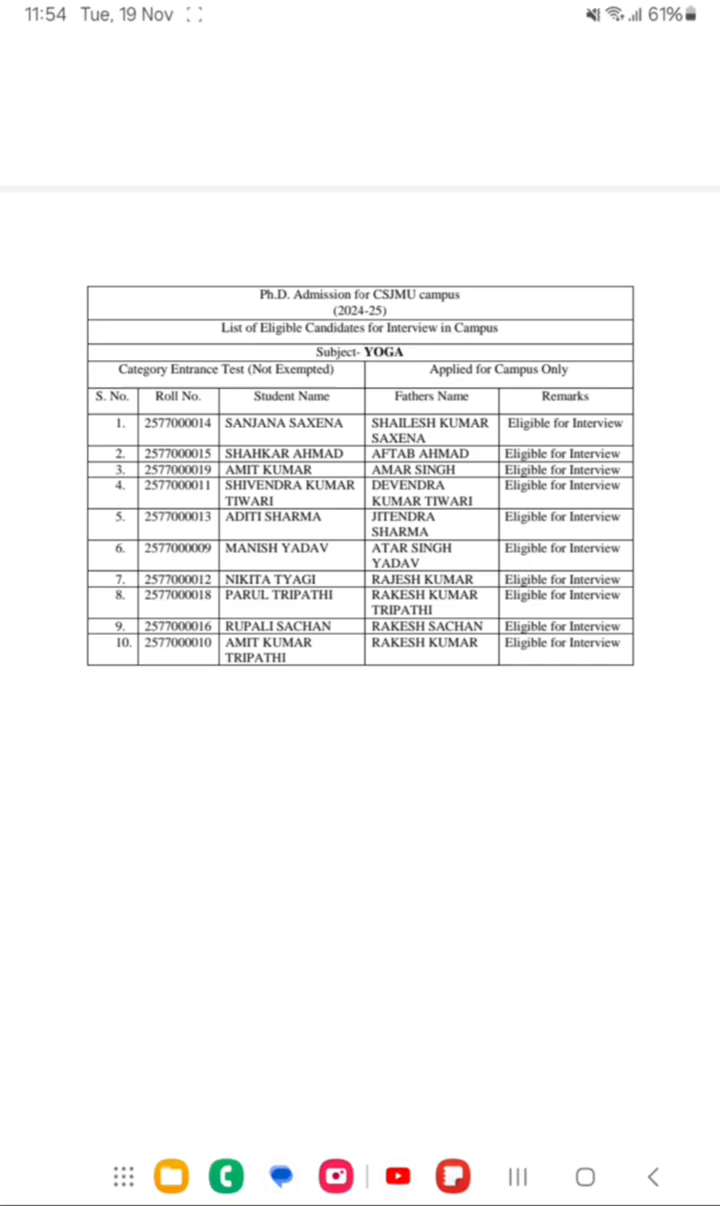 11:54 Tue, 19 Nov 61%
Ph.D. Admission for CSJMU campus
(2024-25)
List of Eligible Candidates for Interview in Campus
Subject- YOGA
Category Entrance Test (Not Exempted) Applied for Campus Only
S. No. Roll No. Student Name Fathers Name Remarks
1. 2577000014 SANJANA SAXENA SHAILESH KUMAR Eligible for Interview
SAXENA
2. 2577000015 SHAHKAR AHMAD AFTAB AHMAD Eligible for Interview
3. 2577000019 AMIT KUMAR AMAR SINGH Eligible for Interview
4. 2577000011 SHIVENDRA KUMAR DEVENDRA Eligible for Interview
TIWARI KUMAR TIWARI
5. 2577000013 ADITI SHARMA JITENDRA Eligible for Interview
SHARMA
6. 2577000009 MANISH YADAV ATAR SINGH Eligible for Interview
YADAV
7. 2577000012 NIKITA TYAGI RAJESH KUMAR Eligible for Interview
8. 2577000018 PARUL TRIPATHI RAKESH KUMAR Eligible for Interview
TRIPATHI
9. 2577000016 RUPALI SACHAN RAKESH SACHAN Eligible for Interview
10. 2577000010 AMIT KUMAR RAKESH KUMAR Eligible for Interview
TRIPATHI